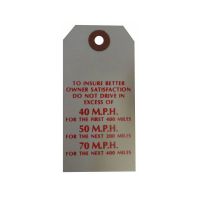 TO INSURE BETTER
OWNER SATISFACTION
DO NOT DRIVE IN
EXCESS OF
40 M.P.H.
FOR THE FIRST 400 MILES
50 M.P.H.
FOR THE NEXT 200 MILES
70 M.P.H.
FOR THE NEXT 400 MILES